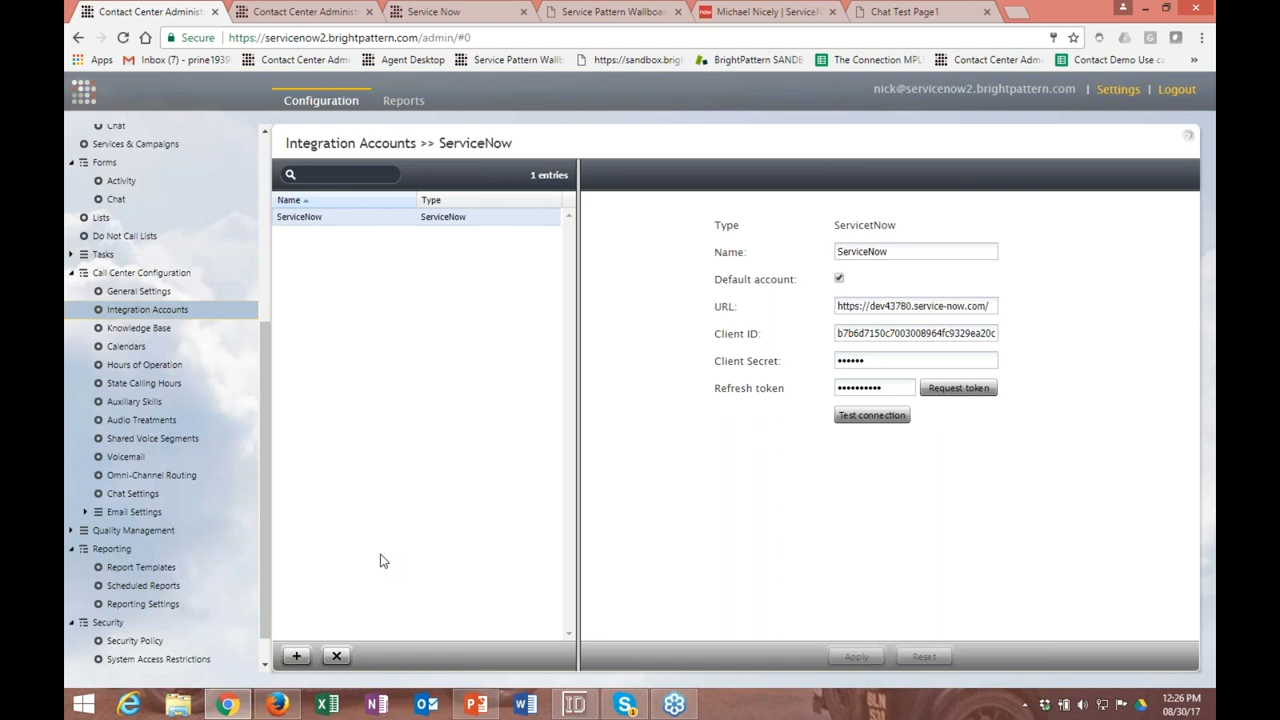 Contact Center Administ
Contact Center Administ
Service Now
Service Pattern Wallboar
Michael Nicely | ServiceN
Chat Test Page1
Secure
https://servicenow2.brightpattern.com/admin/#0
Apps
Inbox (7) - prine1939
Contact Center Adm
Agent Desktop
Service Pattern Wallb
https://sandbox.brigh
BrightPattern SANDB
The Connection MPL
Contact Center Admi
Contact Demo Use ca
»
Configuration
Reports
nick@servicenow2.brightpattern.com | Settings | Logout
Chat
Services & Campaigns
Forms
Activity
Chat
Lists
Do Not Call Lists
Tasks
Call Center Configuration
General Settings
Integration Accounts
Knowledge Base
Calendars
Hours of Operation
State Calling Hours
Auxiliary Skills
Audio Treatments
Shared Voice Segments
Voicemail
Omni-Channel Routing
Chat Settings
Email Settings
Quality Management
Reporting
Report Templates
Scheduled Reports
Reporting Settings
Security
Security Policy
System Access Restrictions
Integration Accounts >> ServiceNow
1 entries
Name Type
ServiceNow ServiceNow
Type ServicetNow
Name: ServiceNow
Default account:
URL: https://dev43780.service-now.com/
Client ID: b7b6d7150c7003008964fc9329ea20c
Client Secret: ••••••
Refresh token •••••••••• Request token
Test connection
Apply Reset
12:26 PM
08/30/17